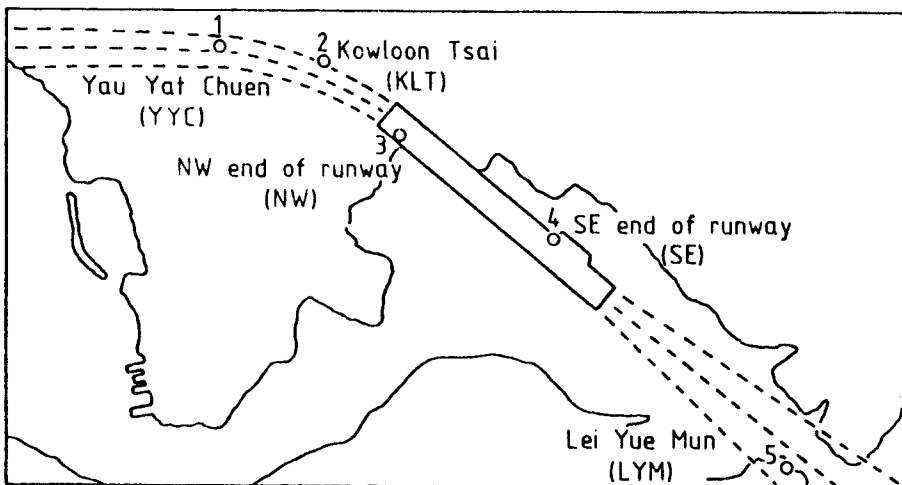 1
2 Kowloon Tsai
(KLT)
Yau Yat Chuen
(YYC)
3
NW end of runway
(NW)
4 SE end of runway
(SE)
Lei Yue Mun
(LYM)
5